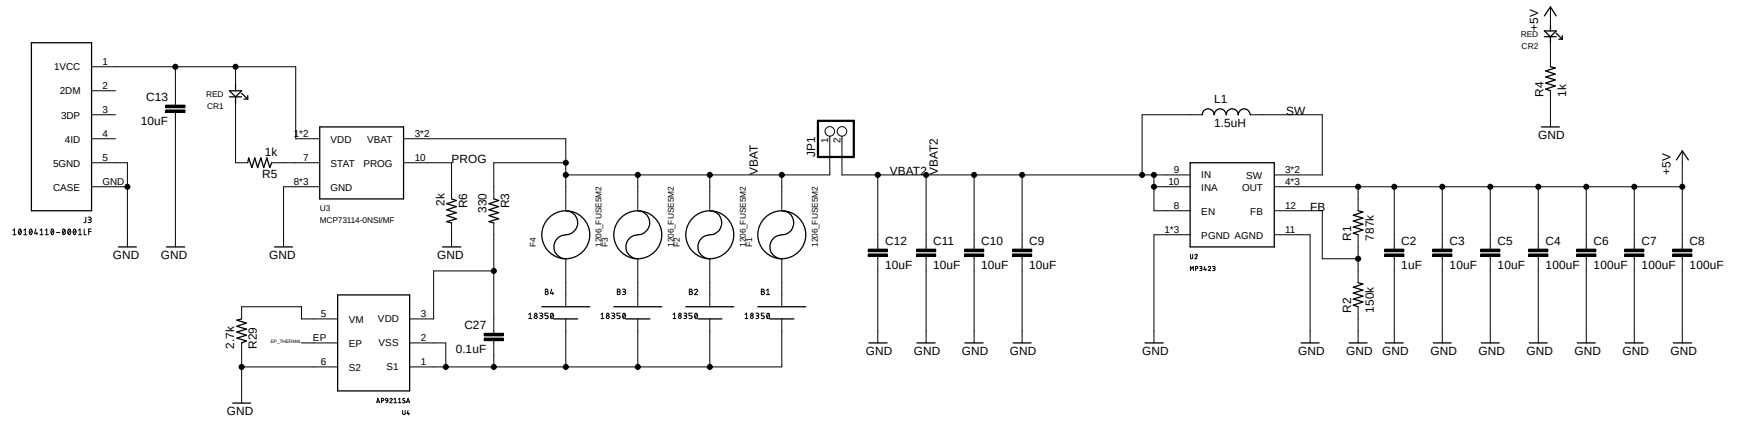 1VCC 1
2DM 2
3DP 3
4ID 4
5GND 5
CASE GND
J3
10104110-0001LF
GND
C13
10uF
GND
RED
CR1
1k
R5
1*2 VDD VBAT 3*2
7 STAT PROG 10 PROG
8*3 GND
U3
MCP73114-0NSI/MF
GND
2k
R6
GND
330
R3
F4
1206_FUSESM2
F3
1206_FUSESM2
F2
1206_FUSESM2
F1
1206_FUSESM2
B4
18350
B3
18350
B2
18350
B1
18350
2.7k
R29
GND
EP_THERMAL
EP
5 VM VDD 3
EP VSS 2
6 S2 S1 1
AP9211SA
U4
C27
0.1uF
VBAT
JP1
1
2
VBAT2
VBAT2
C12
10uF
GND
C11
10uF
GND
C10
10uF
GND
C9
10uF
GND
L1
1.5uH
SW
9 IN SW 3*2
10 INA OUT 4*3
8 EN FB 12 FB
1*3 PGND AGND 11
U2
MP3423
GND
GND
R1
787k
R2
150k
GND
C2
1uF
GND
C3
10uF
GND
C5
10uF
GND
C4
100uF
GND
C6
100uF
GND
C7
100uF
GND
C8
100uF
GND
+5V
+5V
RED
CR2
R4
1k
GND